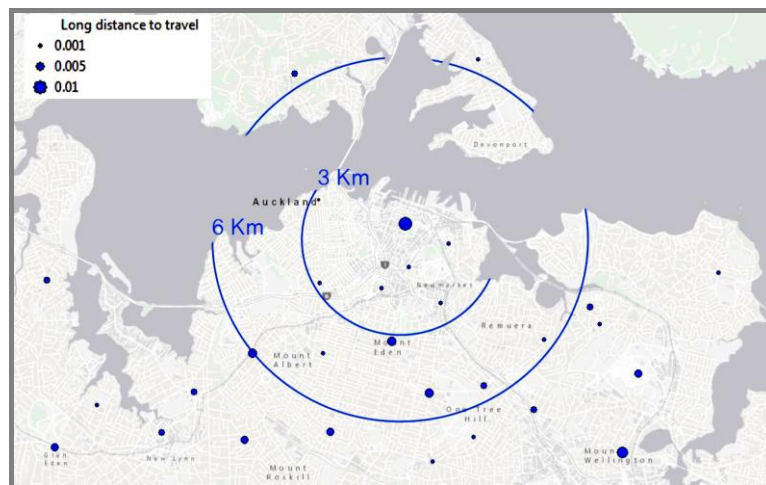 Long distance to travel
0.001
0.005
0.01
Devonport
3 Km
Auckland
6 Km
Newmarket
Remuera
Mount
Eden
Mount
Albert
One Tree
Hill
Glen
Eden
New Lynn
Mount
Roskill
Mount
Wellington